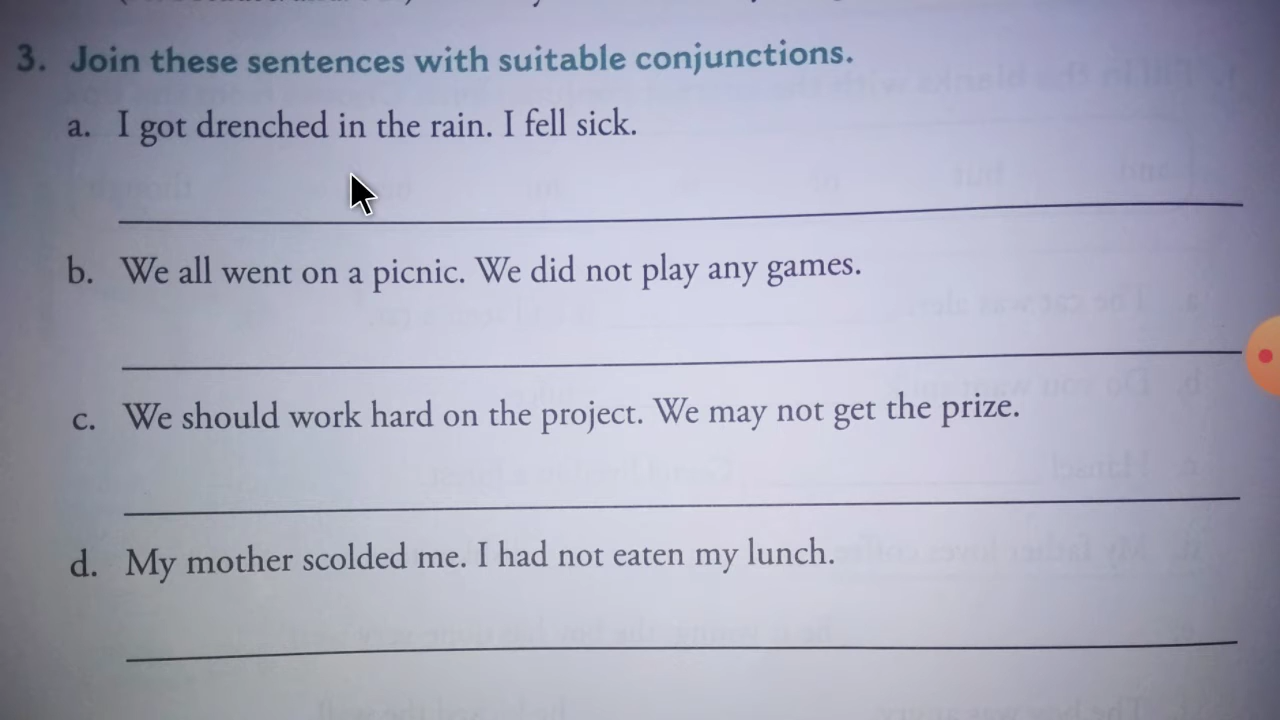 3. Join these sentences with suitable conjunctions.
a. I got drenched in the rain. I fell sick.
b. We all went on a picnic. We did not play any games.
c. We should work hard on the project. We may not get the prize.
d. My mother scolded me. I had not eaten my lunch.